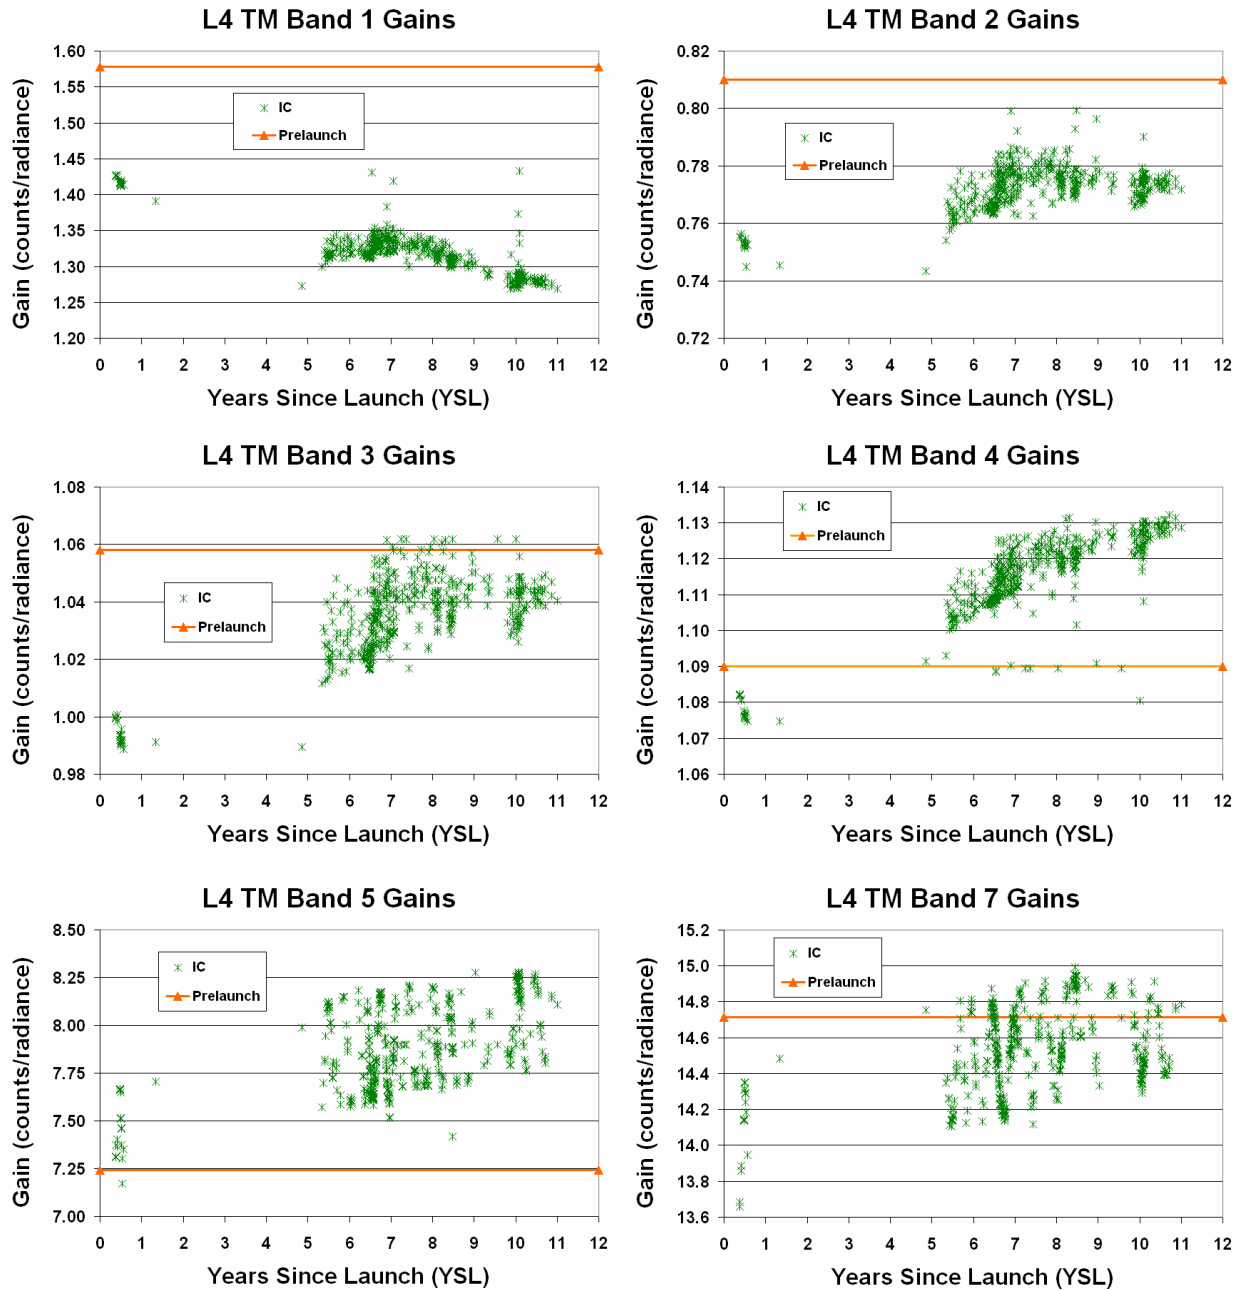 L4 TM Band 1 Gains
Gain (counts/radiance)
1.60
1.55
1.50
1.45
1.40
1.35
1.30
1.25
1.20
IC
Prelaunch
0 1 2 3 4 5 6 7 8 9 10 11 12
Years Since Launch (YSL)
L4 TM Band 2 Gains
Gain (counts/radiance)
0.82
0.80
0.78
0.76
0.74
0.72
IC
Prelaunch
0 1 2 3 4 5 6 7 8 9 10 11 12
Years Since Launch (YSL)
L4 TM Band 3 Gains
Gain (counts/radiance)
1.08
1.06
1.04
1.02
1.00
0.98
IC
Prelaunch
0 1 2 3 4 5 6 7 8 9 10 11 12
Years Since Launch (YSL)
L4 TM Band 4 Gains
Gain (counts/radiance)
1.14
1.13
1.12
1.11
1.10
1.09
1.08
1.07
1.06
IC
Prelaunch
0 1 2 3 4 5 6 7 8 9 10 11 12
Years Since Launch (YSL)
L4 TM Band 5 Gains
Gain (counts/radiance)
8.50
8.25
8.00
7.75
7.50
7.25
7.00
IC
Prelaunch
0 1 2 3 4 5 6 7 8 9 10 11 12
Years Since Launch (YSL)
L4 TM Band 7 Gains
Gain (counts/radiance)
15.2
15.0
14.8
14.6
14.4
14.2
14.0
13.8
13.6
IC
Prelaunch
0 1 2 3 4 5 6 7 8 9 10 11 12
Years Since Launch (YSL)